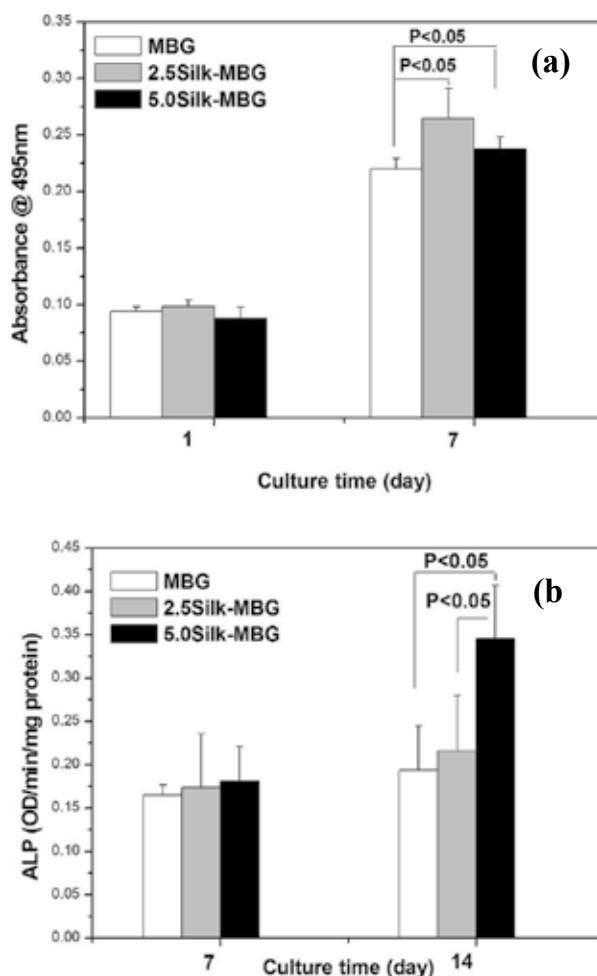 0.35
0.30
0.25
0.20
0.15
0.10
0.05
0.00
Absorbance @ 495nm
MBG
2.5Silk-MBG
5.0Silk-MBG
P<0.05
P<0.05
(a)
1
7
Culture time (day)
0.45
0.40
0.35
0.30
0.25
0.20
0.15
0.10
0.05
0.00
ALP (OD/min/mg protein)
MBG
2.5Silk-MBG
5.0Silk-MBG
P<0.05
P<0.05
(b
7
14
Culture time (day)